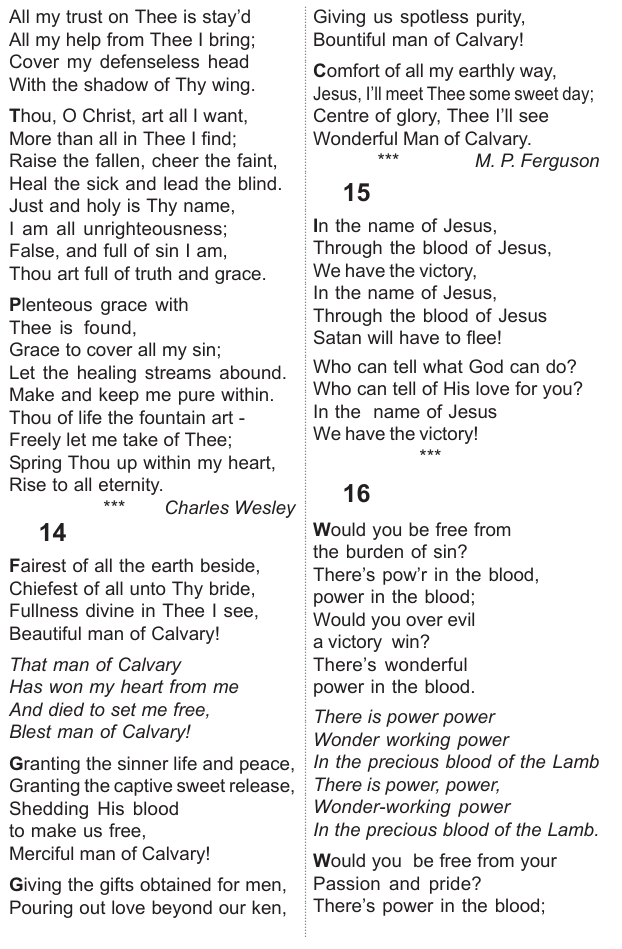 All my trust on Thee is stay'd
All my help from Thee I bring;
Cover my defenseless head
With the shadow of Thy wing.
Thou, O Christ, art all I want,
More than all in Thee I find;
Raise the fallen, cheer the faint,
Heal the sick and lead the blind.
Just and holy is Thy name,
I am all unrighteousness;
False, and full of sin I am,
Thou art full of truth and grace.
Plenteous grace with
Thee is found,
Grace to cover all my sin;
Let the healing streams abound.
Make and keep me pure within.
Thou of life the fountain art -
Freely let me take of Thee;
Spring Thou up within my heart,
Rise to all eternity.
*** Charles Wesley
14
Fairest of all the earth beside,
Chiefest of all unto Thy bride,
Fullness divine in Thee I see,
Beautiful man of Calvary!
That man of Calvary
Has won my heart from me
And died to set me free,
Blest man of Calvary!
Granting the sinner life and peace,
Granting the captive sweet release,
Shedding His blood
to make us free,
Merciful man of Calvary!
Giving the gifts obtained for men,
Pouring out love beyond our ken,
Giving us spotless purity,
Bountiful man of Calvary!
Comfort of all my earthly way,
Jesus, I'll meet Thee some sweet day;
Centre of glory, Thee I'll see
Wonderful Man of Calvary.
*** M. P. Ferguson
15
In the name of Jesus,
Through the blood of Jesus,
We have the victory,
In the name of Jesus,
Through the blood of Jesus
Satan will have to flee!
Who can tell what God can do?
Who can tell of His love for you?
In the name of Jesus
We have the victory!
***
16
Would you be free from
the burden of sin?
There's pow'r in the blood,
power in the blood;
Would you over evil
a victory win?
There's wonderful
power in the blood.
There is power power
Wonder working power
In the precious blood of the Lamb
There is power, power,
Wonder-working power
In the precious blood of the Lamb.
Would you be free from your
Passion and pride?
There's power in the blood;